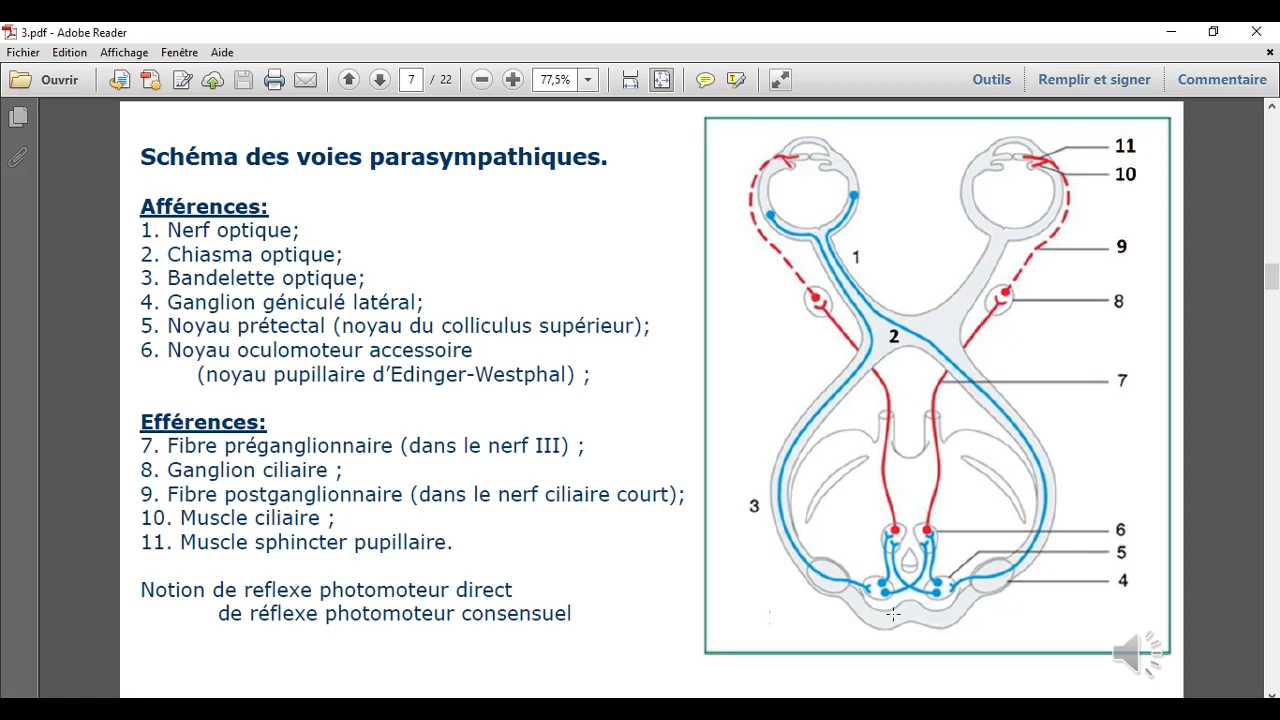 3.pdf - Adobe Reader
Fichier Edition Affichage Fenêtre Aide
Ouvrir 7 / 22 77,5% Outils Remplir et signer Commentaire
Schéma des voies parasympathiques.
Afférences:
1. Nerf optique;
2. Chiasma optique;
3. Bandelette optique;
4. Ganglion géniculé latéral;
5. Noyau prétectal (noyau du colliculus supérieur);
6. Noyau oculomoteur accessoire
(noyau pupillaire d’Edinger-Westphal) ;
Efférences:
7. Fibre préganglionnaire (dans le nerf III) ;
8. Ganglion ciliaire ;
9. Fibre postganglionnaire (dans le nerf ciliaire court);
10. Muscle ciliaire ;
11. Muscle sphincter pupillaire.
Notion de reflexe photomoteur direct
de réflexe photomoteur consensuel
11
10
9
1
8
2
7
3
6
5
4